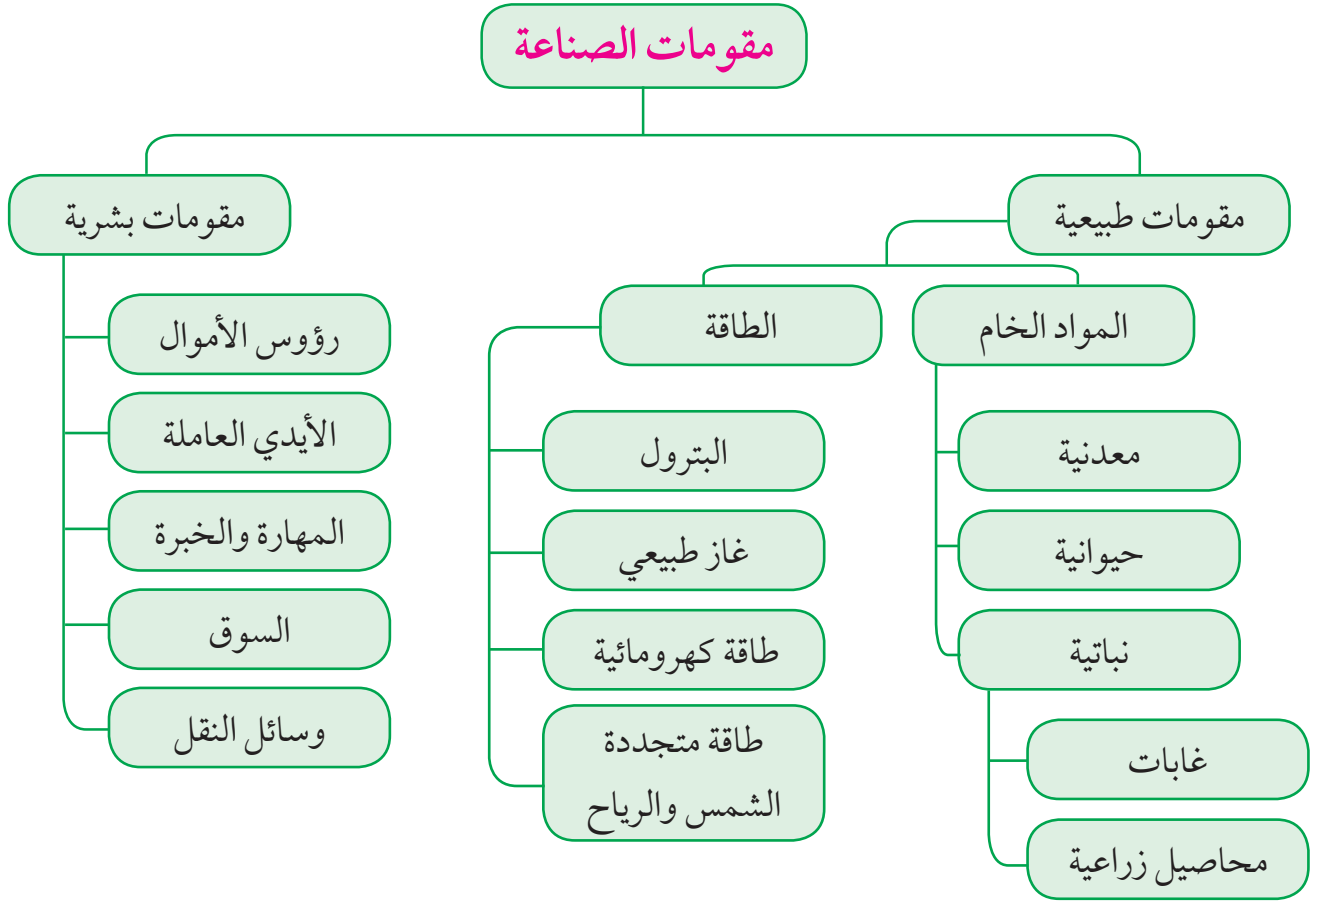 مقومات الصناعة
مقومات طبيعية
المواد الخام
معدنية
حيوانية
نباتية
غابات
محاصيل زراعية
الطاقة
البترول
غاز طبيعي
طاقة كهرومائية
طاقة متجددة
الشمس والرياح
مقومات بشرية
رؤوس الأموال
الأيدي العاملة
المهارة والخبرة
السوق
وسائل النقل